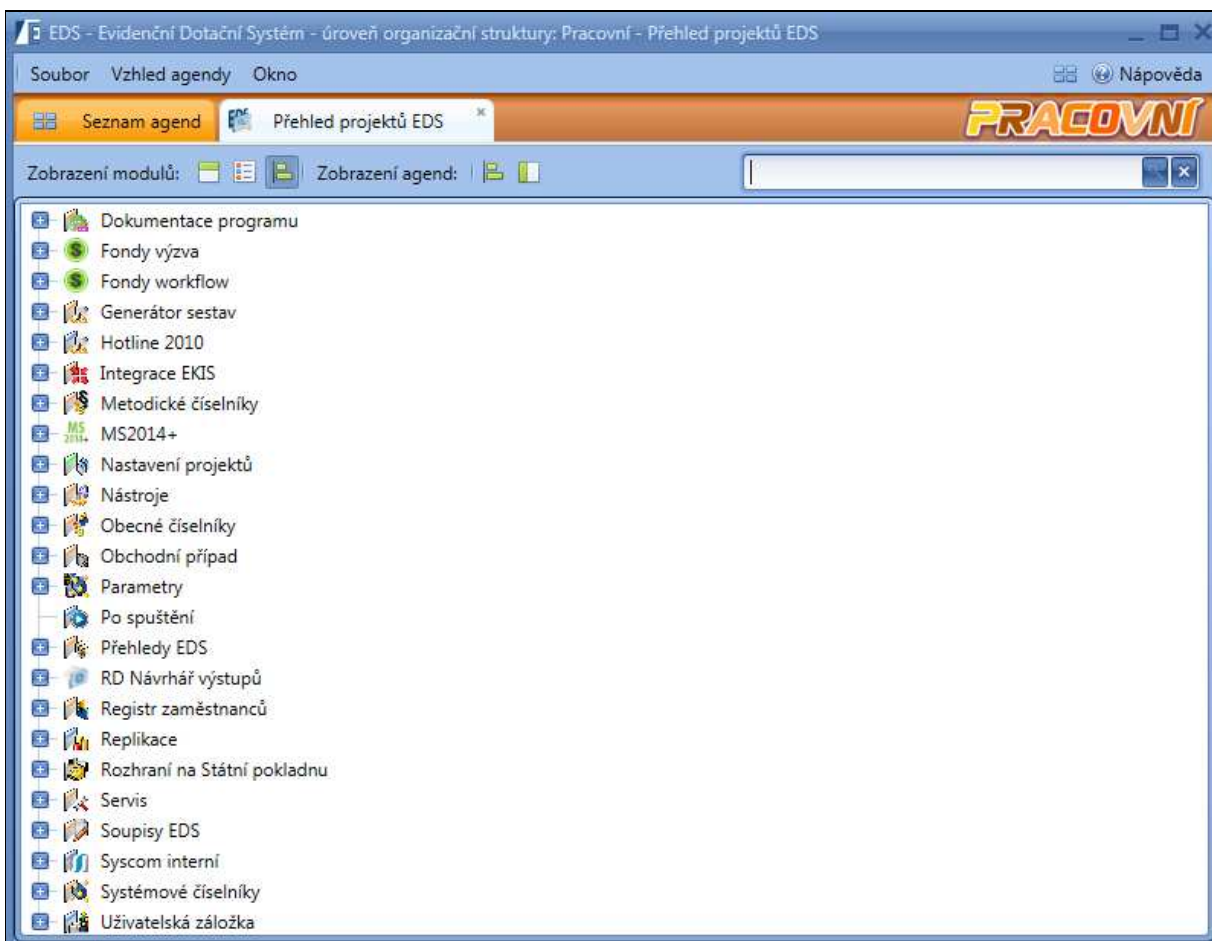 EDS - Evidenční Dotační Systém - úroveň organizační struktury: Pracovní - Přehled projektů EDS
Soubor Vzhled agendy Okno Nápověda
Seznam agend Přehled projektů EDS PRACOVNÍ
Zobrazení modulů: Zobrazení agend:
Dokumentace programu
Fondy výzva
Fondy workflow
Generátor sestav
Hotline 2010
Integrace EKIS
Metodické číselníky
MS2014+
Nastavení projektů
Nástroje
Obecné číselníky
Obchodní případ
Parametry
Po spuštění
Přehledy EDS
RD Návrhář výstupů
Registr zaměstnanců
Replikace
Rozhraní na Státní pokladnu
Servis
Soupisy EDS
Syscom interní
Systémové číselníky
Uživatelská záložka